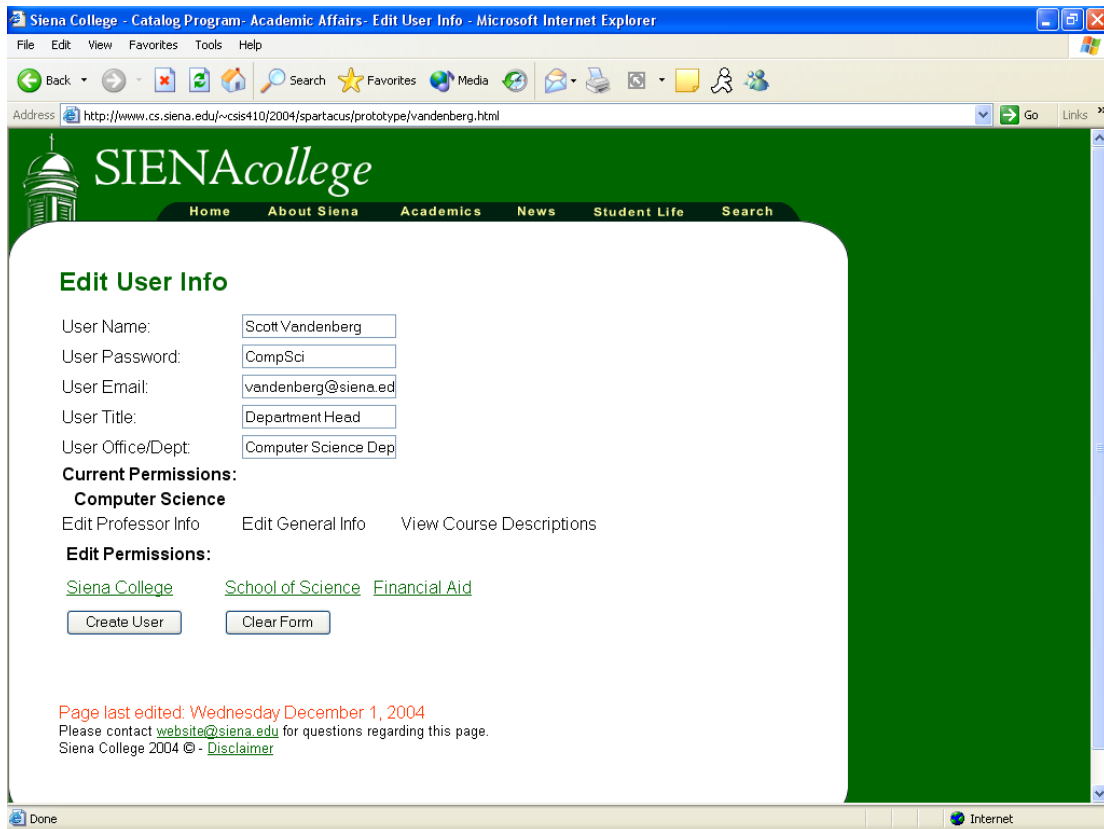 Siena College - Catalog Program- Academic Affairs- Edit User Info - Microsoft Internet Explorer
File Edit View Favorites Tools Help
Back Search Favorites Media
Address http://www.cs.siena.edu/~csis410/2004/spartacus/prototype/vandenberg.html Go Links »
SIENAcollege
Home About Siena Academics News Student Life Search
Edit User Info
User Name: Scott Vandenberg
User Password: CompSci
User Email: vandenberg@siena.ed
User Title: Department Head
User Office/Dept: Computer Science Dep
Current Permissions:
Computer Science
Edit Professor Info Edit General Info View Course Descriptions
Edit Permissions:
Siena College School of Science Financial Aid
Create User Clear Form
Page last edited: Wednesday December 1, 2004
Please contact website@siena.edu for questions regarding this page.
Siena College 2004 © - Disclaimer
Done Internet